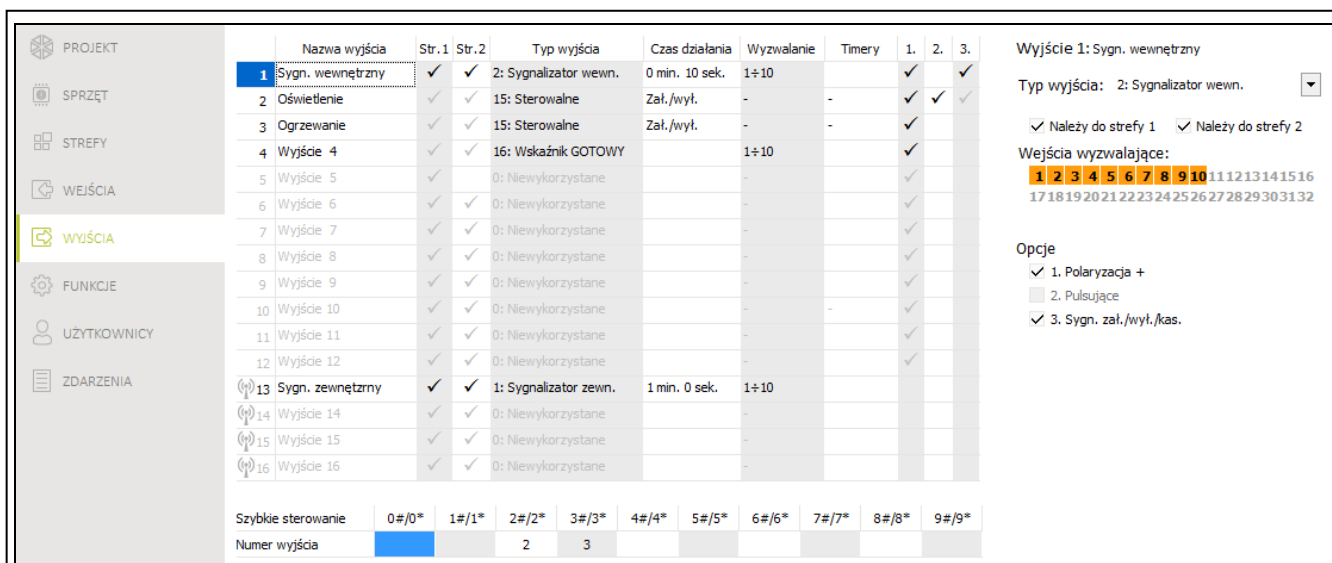 PROJEKT
SPRZĘT
STREFY
WEJŚCIA
WYJŚCIA
FUNKCJE
UŻYTKOWNICY
ZDARZENIA
Nazwa wyjścia Str.1 Str.2 Typ wyjścia Czas działania Wyzwalanie Timery 1. 2. 3.
1 Sygn. wewnętrzny 2: Sygnalizator wewn. 0 min. 10 sek. 1÷10
2 Oświetlenie 15: Sterowalne Zał./wył. - -
3 Ogrzewanie 15: Sterowalne Zał./wył. - -
4 Wyjście 4 16: Wskaźnik GOTOWY 1÷10
5 Wyjście 5 0: Niewykorzystane -
6 Wyjście 6 0: Niewykorzystane -
7 Wyjście 7 0: Niewykorzystane -
8 Wyjście 8 0: Niewykorzystane -
9 Wyjście 9 0: Niewykorzystane -
10 Wyjście 10 0: Niewykorzystane - -
11 Wyjście 11 0: Niewykorzystane -
12 Wyjście 12 0: Niewykorzystane -
13 Sygn. zewnętzrny 1: Sygnalizator zewn. 1 min. 0 sek. 1÷10
14 Wyjście 14 0: Niewykorzystane -
15 Wyjście 15 0: Niewykorzystane -
16 Wyjście 16 0: Niewykorzystane -
Szybkie sterowanie 0#/0* 1#/1* 2#/2* 3#/3* 4#/4* 5#/5* 6#/6* 7#/7* 8#/8* 9#/9*
Numer wyjścia 2 3
Wyjście 1: Sygn. wewnętrzny
Typ wyjścia: 2: Sygnalizator wewn.
Należy do strefy 1 Należy do strefy 2
Wejścia wyzwalające:
1 2 3 4 5 6 7 8 9 10 11 12 13 14 15 16
17 18 19 20 21 22 23 24 25 26 27 28 29 30 31 32
Opcje
1. Polaryzacja +
2. Pulsujące
3. Sygn. zał./wył./kas.